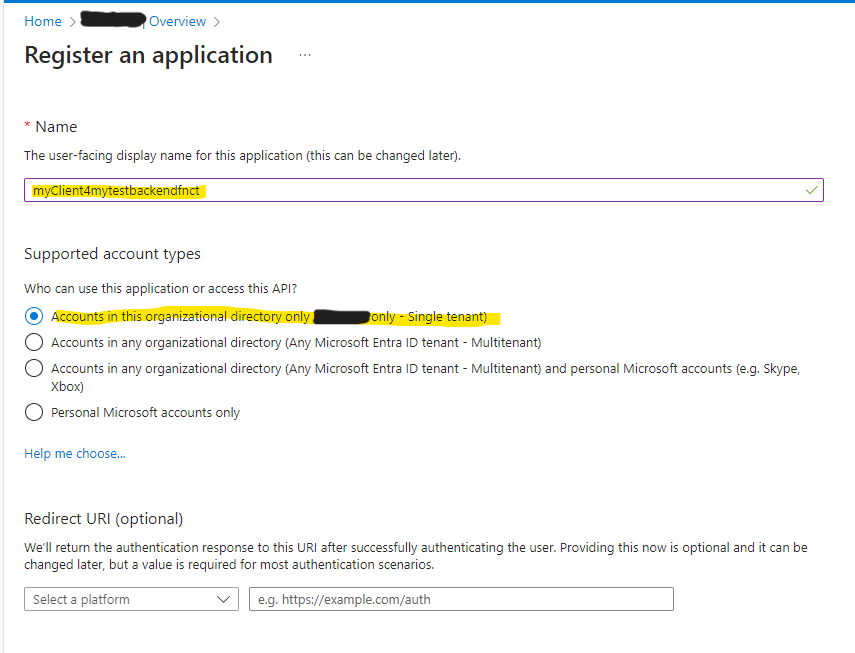 Home > Overview >
Register an application ...
* Name
The user-facing display name for this application (this can be changed later).
myClient4mytestbackendfnct
Supported account types
Who can use this application or access this API?
Accounts in this organizational directory only only - Single tenant)
Accounts in any organizational directory (Any Microsoft Entra ID tenant - Multitenant)
Accounts in any organizational directory (Any Microsoft Entra ID tenant - Multitenant) and personal Microsoft accounts (e.g. Skype,
Xbox)
Personal Microsoft accounts only
Help me choose...
Redirect URI (optional)
We'll return the authentication response to this URI after successfully authenticating the user. Providing this now is optional and it can be
changed later, but a value is required for most authentication scenarios.
Select a platform
e.g. https://example.com/auth